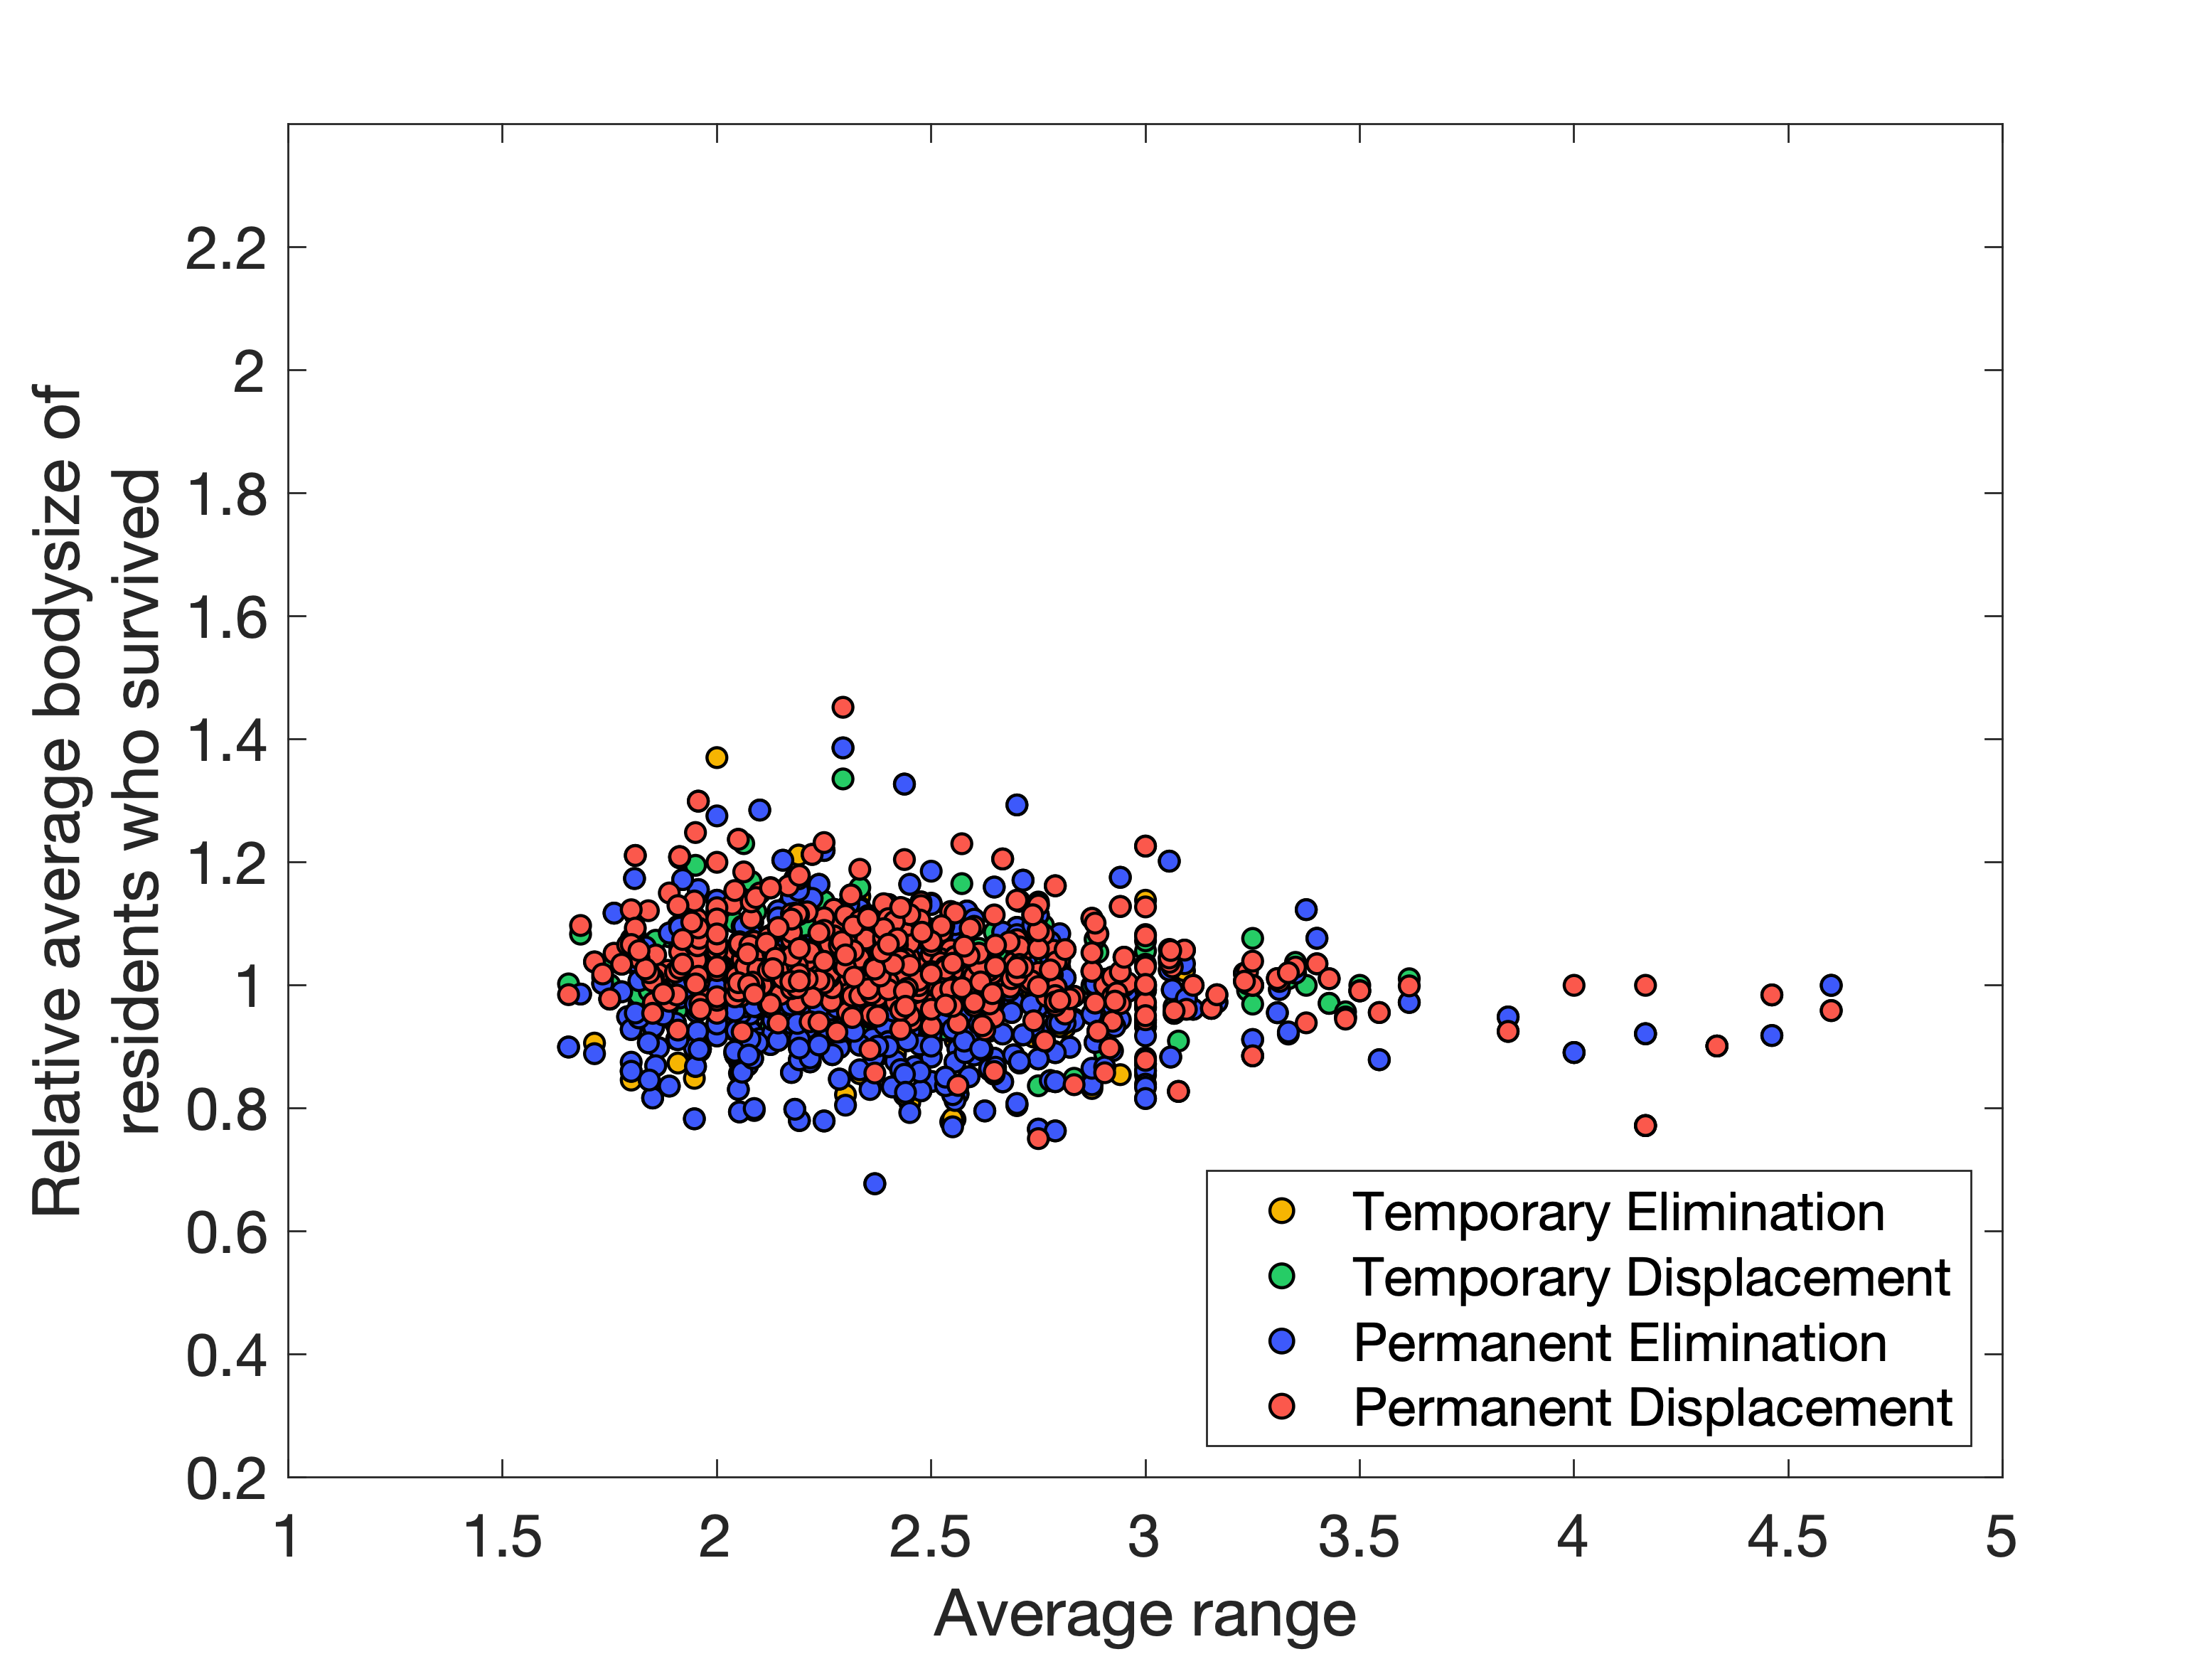 Relative average bodysize of
residents who survived
2.2
2
1.8
1.6
1.4
1.2
1
0.8
0.6
0.4
0.2
1 1.5 2 2.5 3 3.5 4 4.5 5
Average range
Temporary Elimination
Temporary Displacement
Permanent Elimination
Permanent Displacement